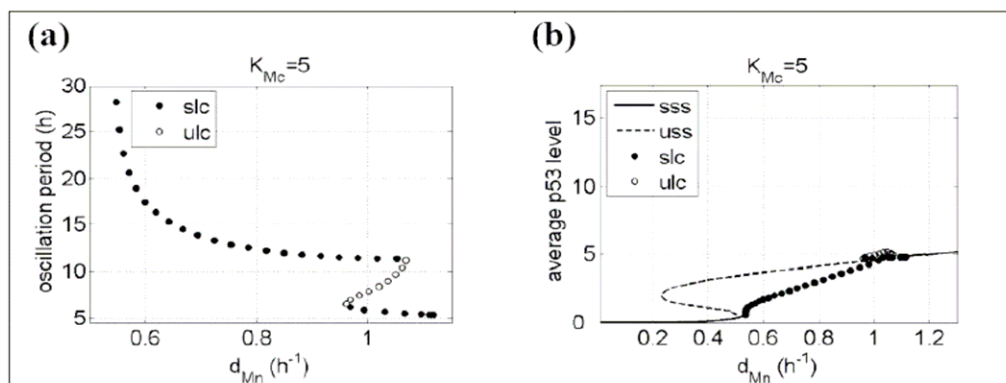 (a)
K_Mc=5
oscillation period (h)
30
25
20
15
10
5
slc
ulc
0.6
0.8
1
d_Mn (h^-1)
(b)
K_Mc=5
average p53 level
15
10
5
0
sss
uss
slc
ulc
0.2
0.4
0.6
0.8
1
1.2
d_Mn (h^-1)